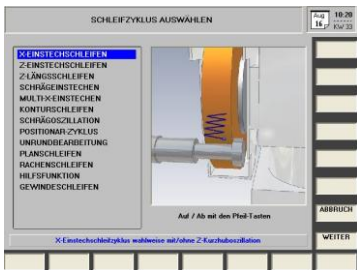 SCHLEIFZYKLUS AUSWÄHLEN
Aug 10:20
16 KW 33
X-EINSTECHSCHLEIFEN
Z-EINSTECHSCHLEIFEN
Z-LÄNGSSCHLEIFEN
SCHRÄGEINSTECHEN
MULTI-X-EINSTECHEN
KONTURSCHLEIFEN
SCHRÄGOSZILLATION
POSITIONAR-ZYKLUS
UNRUNDBEARBEITUNG
PLANSCHLEIFEN
RACHENSCHLEIFEN
HILFSFUNKTION
GEWINDESCHLEIFEN
Auf / Ab mit den Pfeil-Tasten
ABBRUCH
X-Einstechschleifzyklus wahlweise mit/ohne Z-Kurzhuboszillation
WEITER